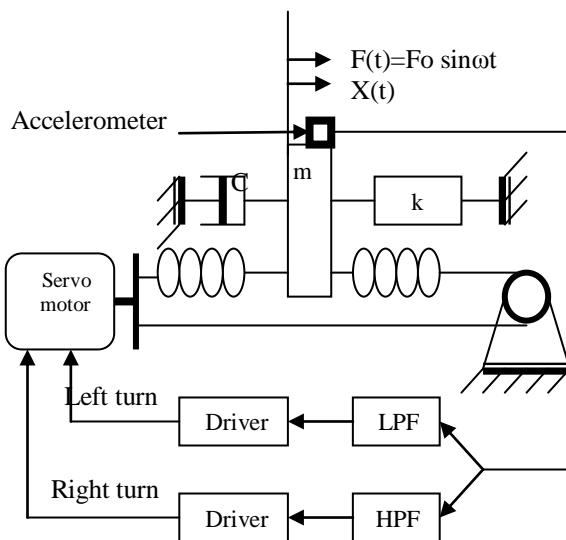 F(t)=Fo sinωt
X(t)
Accelerometer
C
m
k
Servo
motor
Left turn
Driver
LPF
Right turn
Driver
HPF